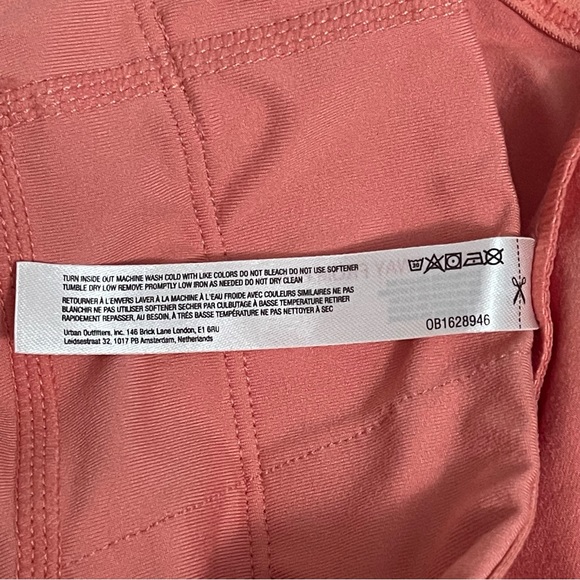 TURN INSIDE OUT MACHINE WASH COLD WITH LIKE COLORS DO NOT BLEACH DO NOT USE SOFTENER
TUMBLE DRY LOW REMOVE PROMPTLY LOW IRON AS NEEDED DO NOT DRY CLEAN
RETOURNER À L'ENVERS LAVER À LA MACHINE À L'EAU FROIDE AVEC COULEURS SIMILAIRES NE PAS
BLANCHIR NE PAS UTILISER SOFTENER SECHER PAR CULBUTAGE À BASSE TEMPERATURE RETIRER
RAPIDEMENT REPASSER, AU BESOIN, À TRÈS BASSE TEMPÉRATURE NE PAS NETTOYER À SEC
Urban Outfitters, Inc. 146 Brick Lane London, E1 6RU
Leidsestraat 32, 1017 PB Amsterdam, Netherlands
OB1628946